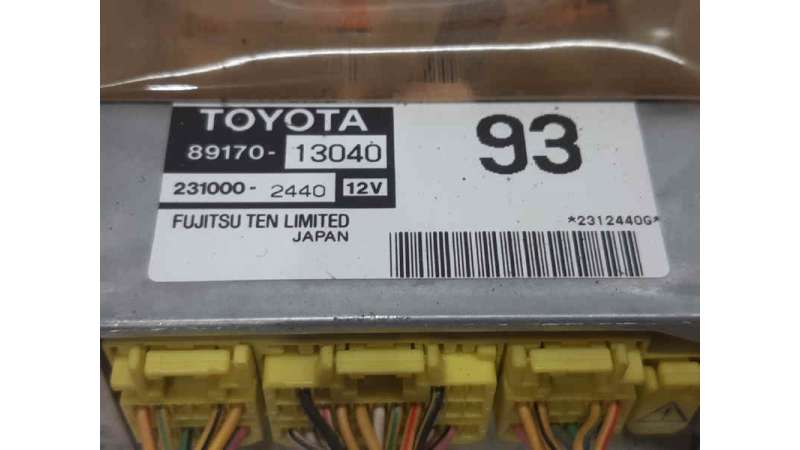 TOYOTA
89170- 13040
93
231000- 2440 12V
FUJITSU TEN LIMITED
JAPAN
*2312440G*